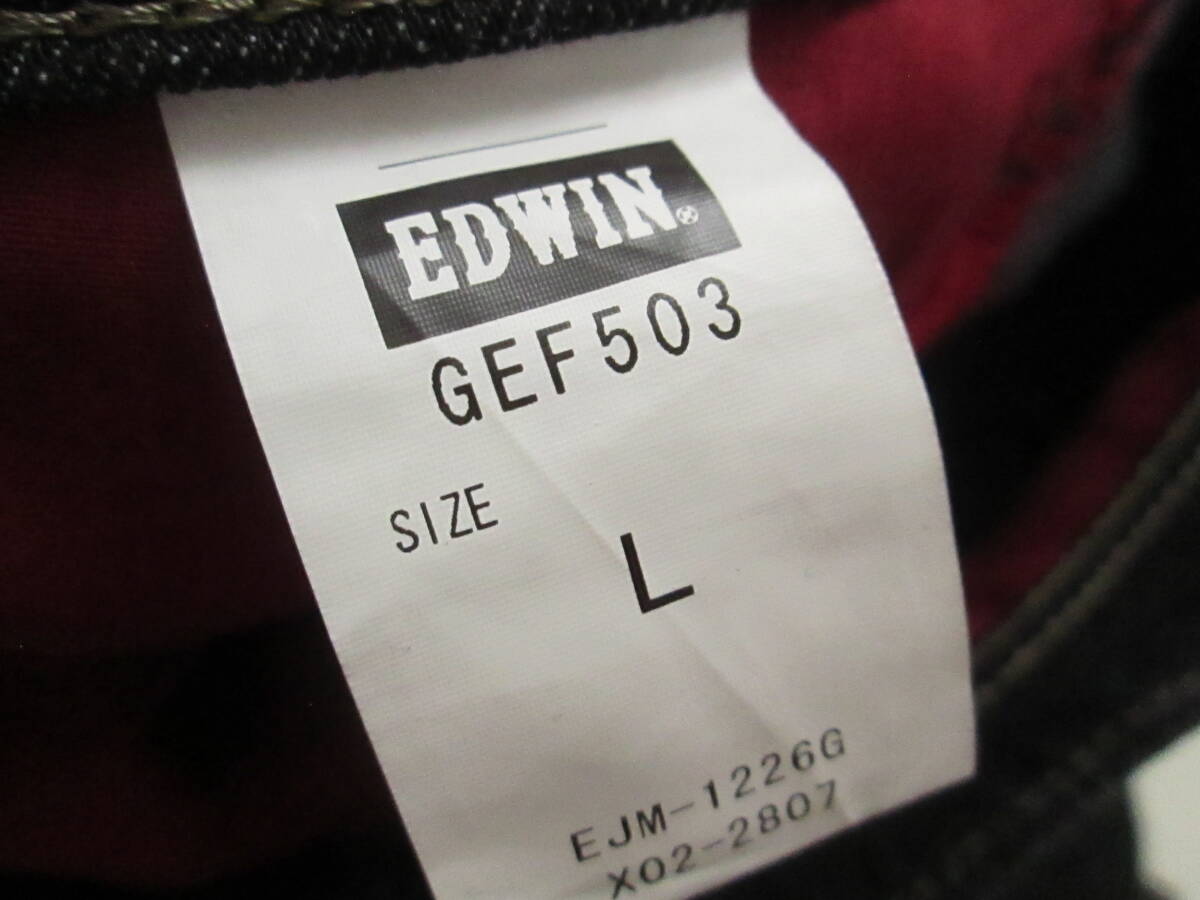 EDWIN®
GEF503
SIZE
L
EJM-1226G
X02-2807